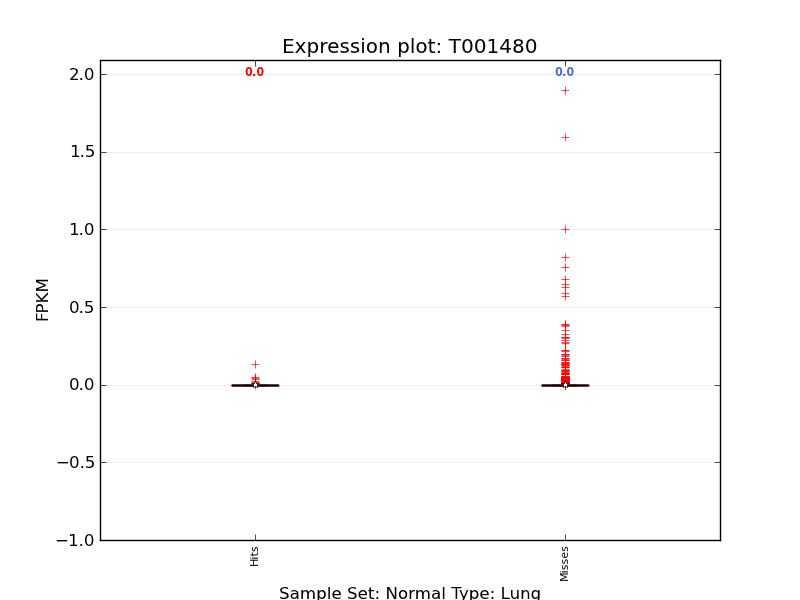 Expression plot: T001480
2.0
1.5
1.0
0.5
0.0
−0.5
−1.0
FPKM
0.0
0.0
Hits
Misses
Sample Set: Normal Type: Lung